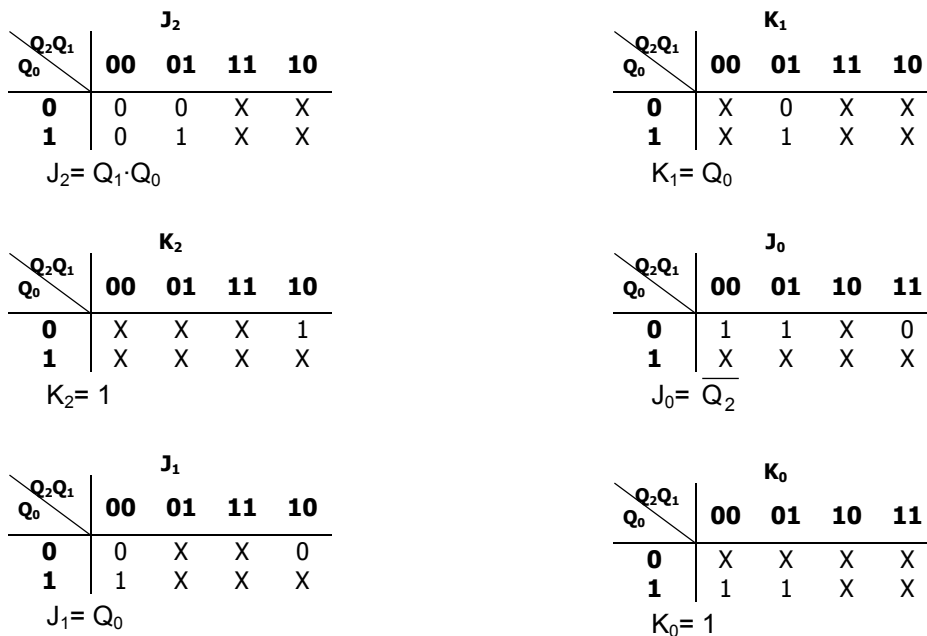 J₂
Q₂Q₁
Q₀ 00 01 11 10
0 0 0 X X
1 0 1 X X
J₂= Q₁·Q₀
K₂
Q₂Q₁
Q₀ 00 01 11 10
0 X X X 1
1 X X X X
K₂= 1
J₁
Q₂Q₁
Q₀ 00 01 11 10
0 0 X X 0
1 1 X X X
J₁= Q₀
K₁
Q₂Q₁
Q₀ 00 01 11 10
0 X 0 X X
1 X 1 X X
K₁= Q₀
J₀
Q₂Q₁
Q₀ 00 01 10 11
0 1 1 X 0
1 X X X X
J₀= Q̅₂
K₀
Q₂Q₁
Q₀ 00 01 10 11
0 X X X X
1 1 1 X X
K₀= 1